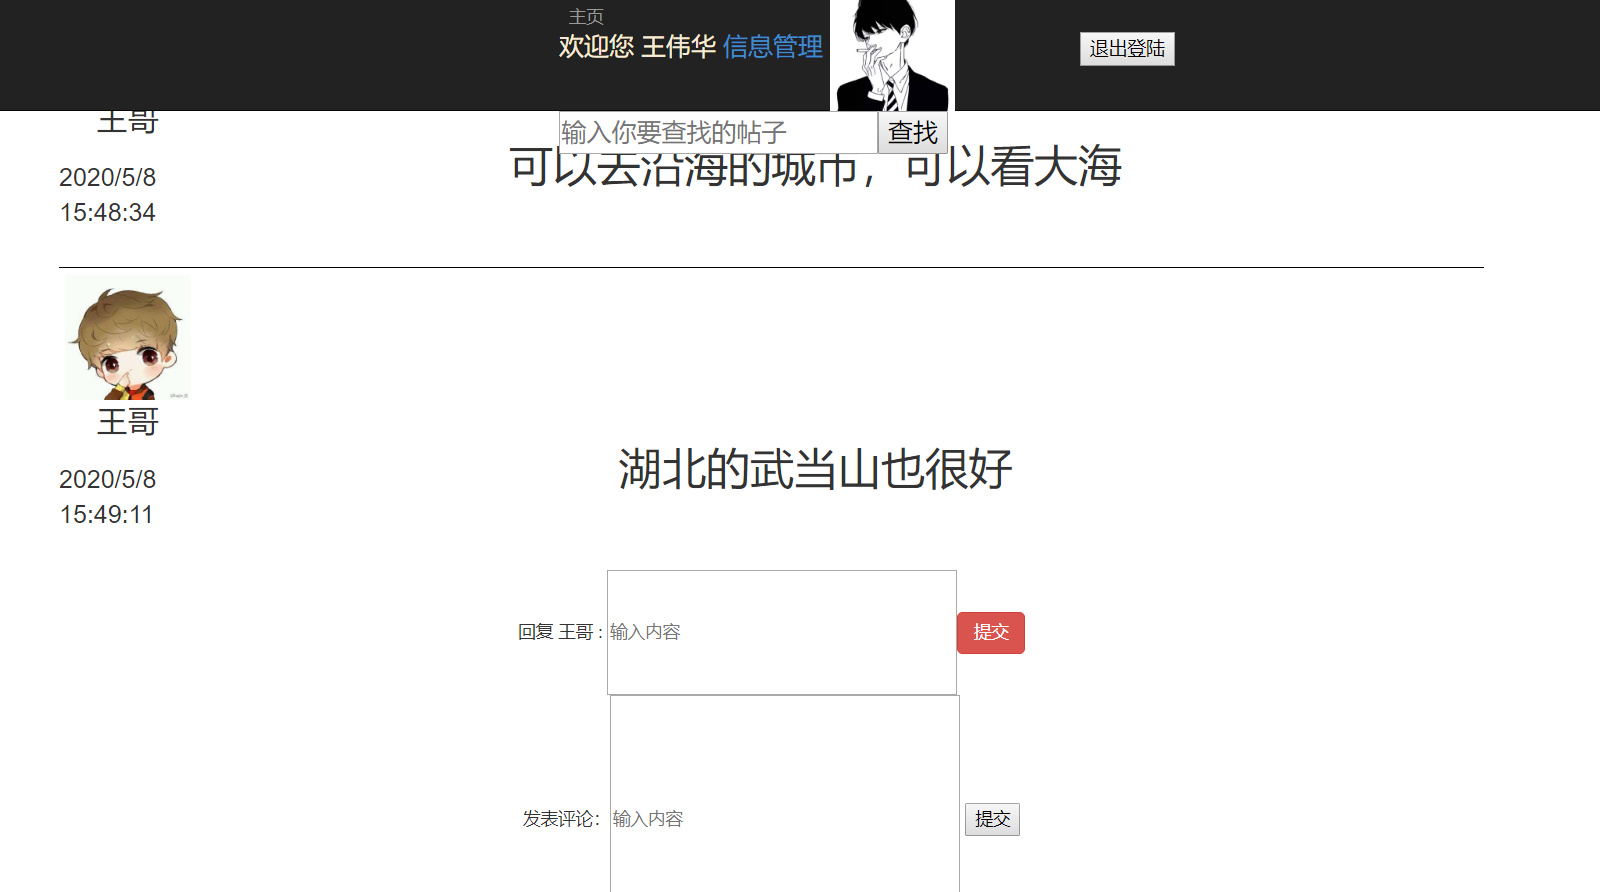 主页
欢迎您 王伟华 信息管理
退出登陆
输入你要查找的帖子 查找
王哥
可以去沿海的城市，可以看大海
2020/5/8
15:48:34
王哥
湖北的武当山也很好
2020/5/8
15:49:11
回复 王哥 : 输入内容 提交
发表评论： 输入内容 提交